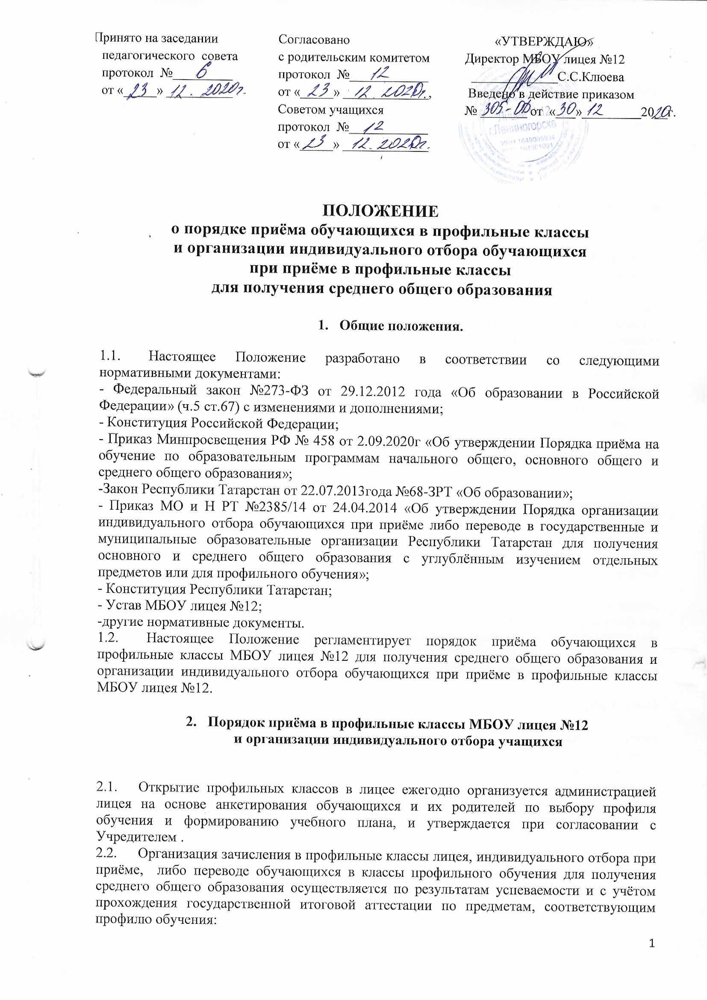 Принято на заседании
педагогического совета
протокол № 6
от «23» 12. 2020г.
Согласовано
с родительским комитетом
протокол № 12
от «23» 12. 2020г.,
Советом учащихся
протокол № 12
от «23» 12. 2020г.
«УТВЕРЖДАЮ»
Директор МБОУ лицея №12
С.С.Клюева
Введено в действие приказом
№ 305-ОД от «30» 12 2020г.
г.Лениногорска
ПОЛОЖЕНИЕ
о порядке приёма обучающихся в профильные классы
и организации индивидуального отбора обучающихся
при приёме в профильные классы
для получения среднего общего образования
1. Общие положения.
1.1. Настоящее Положение разработано в соответствии со следующими
нормативными документами:
- Федеральный закон №273-ФЗ от 29.12.2012 года «Об образовании в Российской
Федерации» (ч.5 ст.67) с изменениями и дополнениями;
- Конституция Российской Федерации;
- Приказ Минпросвещения РФ № 458 от 2.09.2020г «Об утверждении Порядка приёма на
обучение по образовательным программам начального общего, основного общего и
среднего общего образования»;
-Закон Республики Татарстан от 22.07.2013года №68-ЗРТ «Об образовании»;
- Приказ МО и Н РТ №2385/14 от 24.04.2014 «Об утверждении Порядка организации
индивидуального отбора обучающихся при приёме либо переводе в государственные и
муниципальные образовательные организации Республики Татарстан для получения
основного и среднего общего образования с углублённым изучением отдельных
предметов или для профильного обучения»;
- Конституция Республики Татарстан;
- Устав МБОУ лицея №12;
-другие нормативные документы.
1.2. Настоящее Положение регламентирует порядок приёма обучающихся в
профильные классы МБОУ лицея №12 для получения среднего общего образования и
организации индивидуального отбора обучающихся при приёме в профильные классы
МБОУ лицея №12.
2. Порядок приёма в профильные классы МБОУ лицея №12
и организации индивидуального отбора учащихся
2.1. Открытие профильных классов в лицее ежегодно организуется администрацией
лицея на основе анкетирования обучающихся и их родителей по выбору профиля
обучения и формированию учебного плана, и утверждается при согласовании с
Учредителем .
2.2. Организация зачисления в профильные классы лицея, индивидуального отбора при
приёме, либо переводе обучающихся в классы профильного обучения для получения
среднего общего образования осуществляется по результатам успеваемости и с учётом
прохождения государственной итоговой аттестации по предметам, соответствующим
профилю обучения:
1